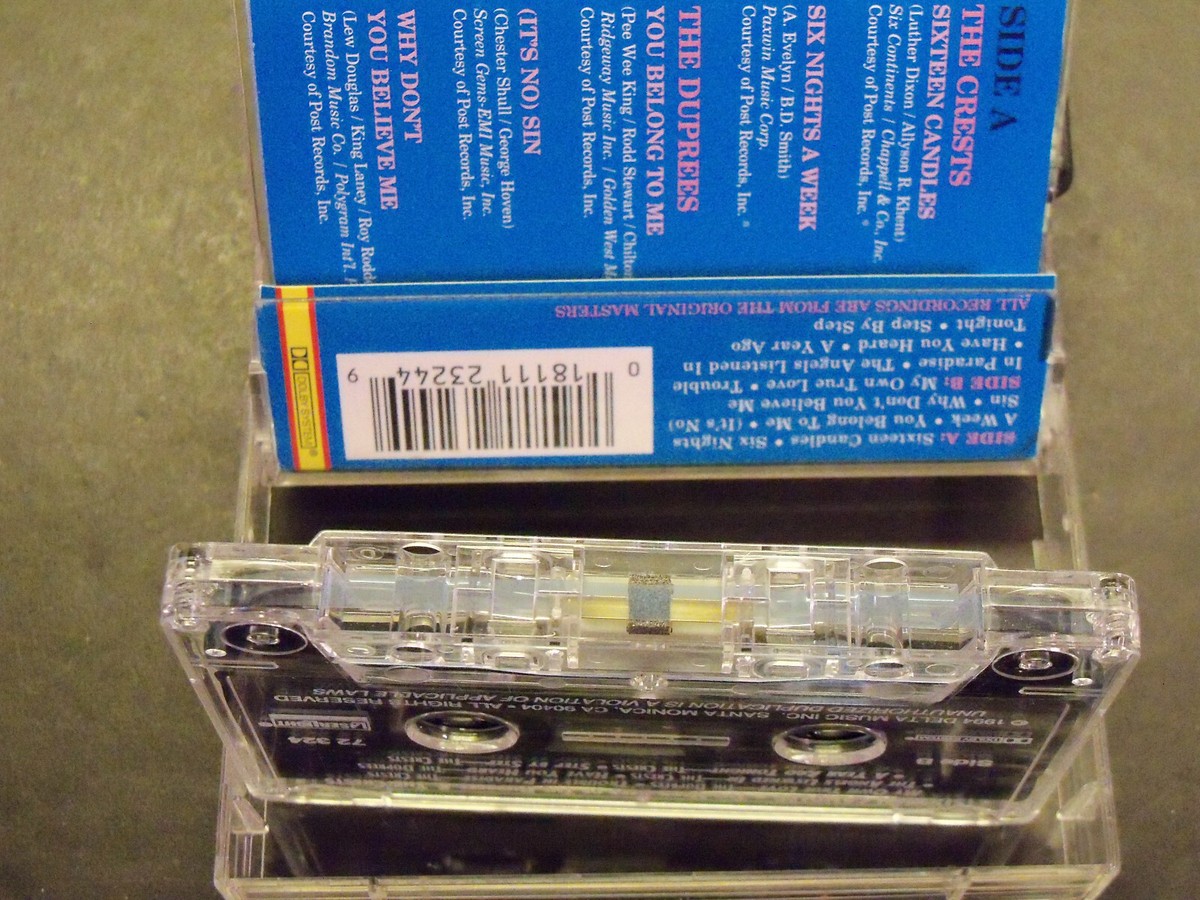 SIDE A
THE CRESTS
SIXTEEN CANDLES
(Luther Dixon / Allyson R. Khent)
Six Continents / Chappell & Co., Inc.
Courtesy of Post Records, Inc. *
SIX NIGHTS A WEEK
(A. Evelyn / B.D. Smith)
Paxwin Music Corp.
Courtesy of Post Records, Inc. *
THE DUPREES
YOU BELONG TO ME
(Pee Wee King / Rodd Stewart / Chilton
Ridgeway Music Inc. / Golden West M
Courtesy of Post Records, Inc.
(IT'S NO) SIN
(Chester Shull / George Hoven)
Screen Gems-EMI Music, Inc.
Courtesy of Post Records, Inc.
WHY DON'T
YOU BELIEVE ME
(Lew Douglas / King Laney / Roy Rodd
Brandom Music Co. / Polygram Int'l.
Courtesy of Post Records, Inc.
SIDE A: Sixteen Candles • Six Nights
A Week • You Belong To Me • (It's No)
Sin • Why Don't You Believe Me
SIDE B: My Own True Love • Trouble
In Paradise • The Angels Listened In
• Have You Heard • A Year Ago
Tonight • Step By Step
ALL RECORDINGS ARE FROM THE ORIGINAL MASTERS
0 18111 23244 9
DOLBY SYSTEM®
Side B
72 324
DOLBY SYSTEM
© 1994 DELTA MUSIC INC. SANTA MONICA, CA. 90404 • ALL RIGHTS RESERVED
UNAUTHORIZED DUPLICATION IS A VIOLATION OF APPLICABLE LAWS